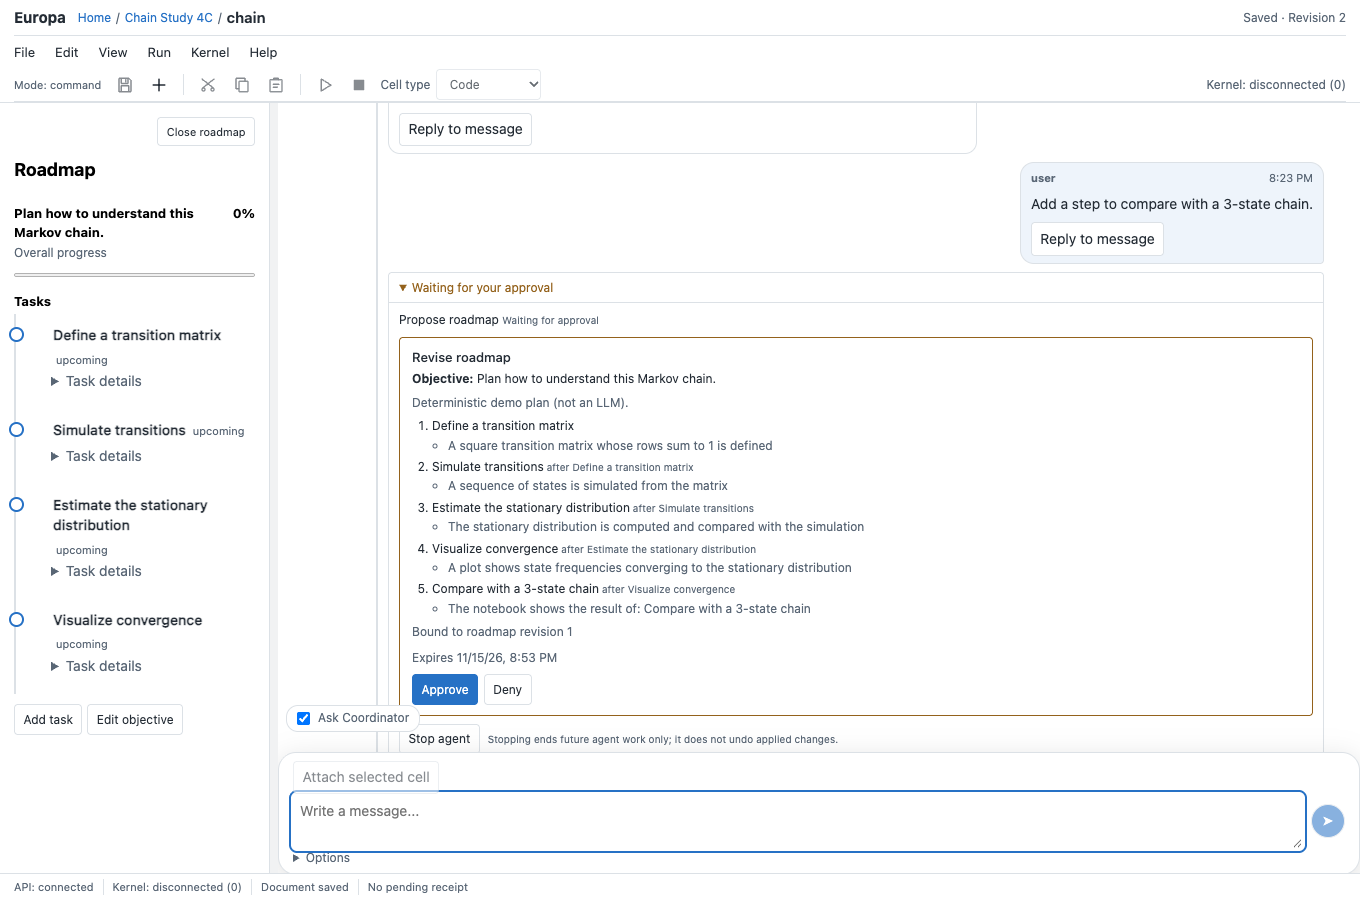 Europa Home / Chain Study 4C / chain
Saved · Revision 2
File Edit View Run Kernel Help
Mode: command
Cell type Code
Kernel: disconnected (0)
Close roadmap
Roadmap
Plan how to understand this Markov chain.
0%
Overall progress
Tasks
Define a transition matrix
upcoming
Task details
Simulate transitions upcoming
Task details
Estimate the stationary
distribution
upcoming
Task details
Visualize convergence
upcoming
Task details
Add task Edit objective
Reply to message
user 8:23 PM
Add a step to compare with a 3-state chain.
Reply to message
Waiting for your approval
Propose roadmap Waiting for approval
Revise roadmap
Objective: Plan how to understand this Markov chain.
Deterministic demo plan (not an LLM).
1. Define a transition matrix
A square transition matrix whose rows sum to 1 is defined
2. Simulate transitions after Define a transition matrix
A sequence of states is simulated from the matrix
3. Estimate the stationary distribution after Simulate transitions
The stationary distribution is computed and compared with the simulation
4. Visualize convergence after Estimate the stationary distribution
A plot shows state frequencies converging to the stationary distribution
5. Compare with a 3-state chain after Visualize convergence
The notebook shows the result of: Compare with a 3-state chain
Bound to roadmap revision 1
Expires 11/15/26, 8:53 PM
Approve Deny
Ask Coordinator
Stop agent Stopping ends future agent work only; it does not undo applied changes.
Attach selected cell
Write a message...
Options
API: connected Kernel: disconnected (0) Document saved No pending receipt